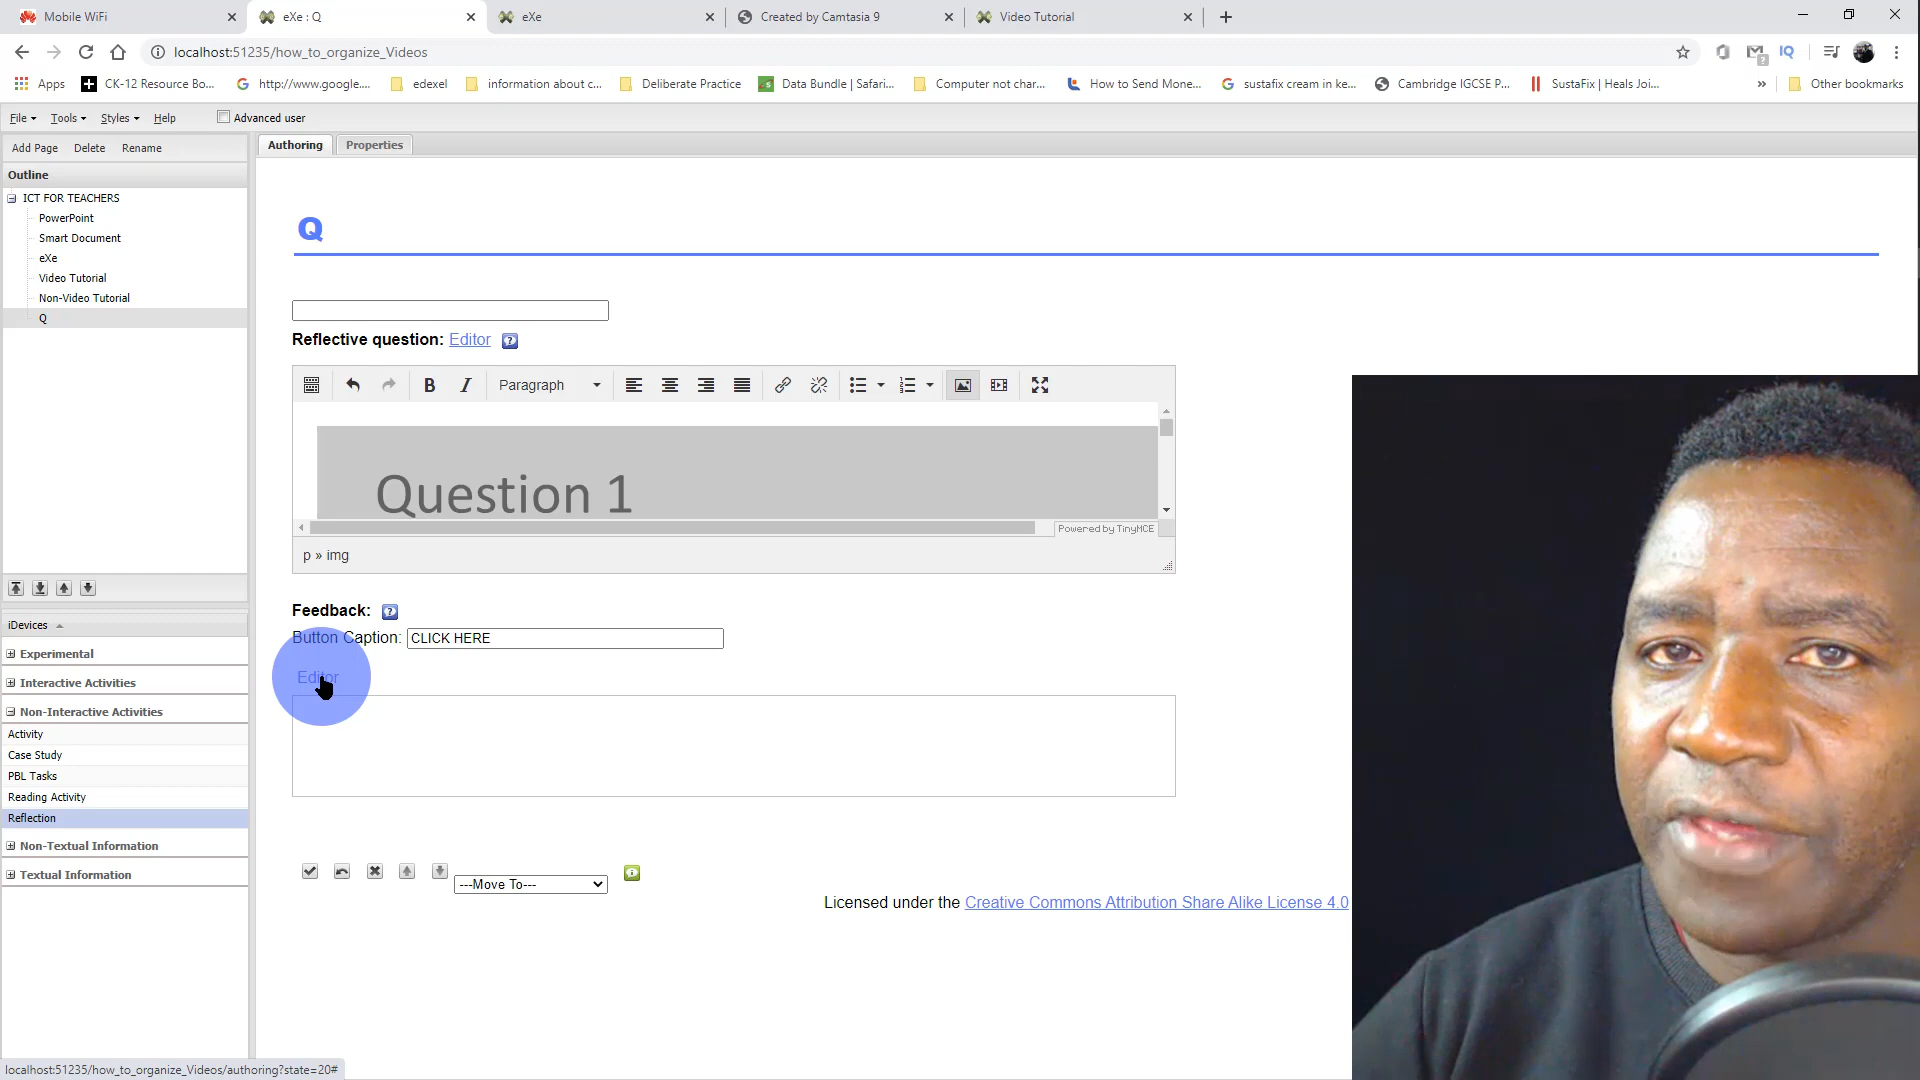 Mobile WiFi
eXe : Q
eXe
Created by Camtasia 9
Video Tutorial
localhost:51235/how_to_organize_Videos
Apps
CK-12 Resource Bo...
http://www.google....
edexel
information about c...
Deliberate Practice
Data Bundle | Safari...
Computer not char...
How to Send Mone...
sustafix cream in ke...
Cambridge IGCSE P...
SustaFix | Heals Joi...
Other bookmarks
File
Tools
Styles
Help
Advanced user
Add Page
Delete
Rename
Authoring
Properties
Outline
ICT FOR TEACHERS
PowerPoint
Smart Document
eXe
Video Tutorial
Non-Video Tutorial
Q
Q
Reflective question: Editor
Paragraph
Question 1
Powered by TinyMCE
p » img
Feedback:
Button Caption: CLICK HERE
Editor
iDevices
Experimental
Interactive Activities
Non-Interactive Activities
Activity
Case Study
PBL Tasks
Reading Activity
Reflection
Non-Textual Information
Textual Information
---Move To---
Licensed under the Creative Commons Attribution Share Alike License 4.0
localhost:51235/how_to_organize_Videos/authoring?state=20#